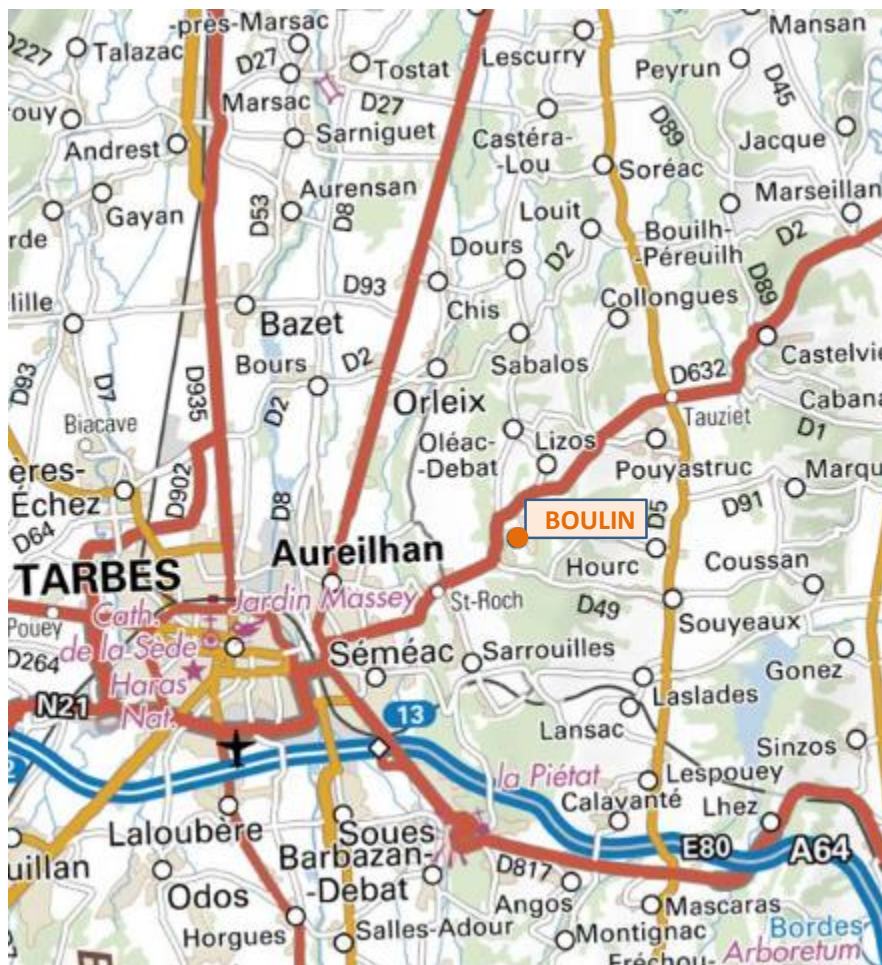 -près-Marsac
Mansan
D227
Talazac
D27
Tostat
Lescurry
Peyrun
D45
Marsac
D27
ouy
Sarniguet
Castéra-
-Lou
D89
Jacque
Andrest
Soréac
Aurensan
Marseillan
Gayan
D53
D8
Louit
Bouilh-
-Péreuilh
D2
rde
Dours
D2
D93
Chis
Collongues
D89
lille
Bazet
Sabalos
Castelvie
D93
D7
D935
Bours
D2
D632
Orleix
Cabana
D2
Tauziet
D1
Biacave
Oléac-
-Debat
Lizos
Pouyastruc
Marqu
ères-
Échez
D902
D8
D91
D64
BOULIN
D5
Aureilhan
Hourc
Coussan
TARBES
Jardin Massey
St-Roch
D49
Pouey
Cath.
de la Sède
Souyeaux
D264
Séméac
Sarrouilles
Gonez
Haras
Nat.
Laslades
N21
13
Lansac
Sinzos
la Piétat
Lespouey
Calavanté
Lhez
Laloubère
Soues
E80
A64
uillan
Barbazan-
-Debat
D817
Odos
Angos
Mascaras
Horgues
Salles-Adour
Montignac
Bordes
Fréchou-
Arboretum